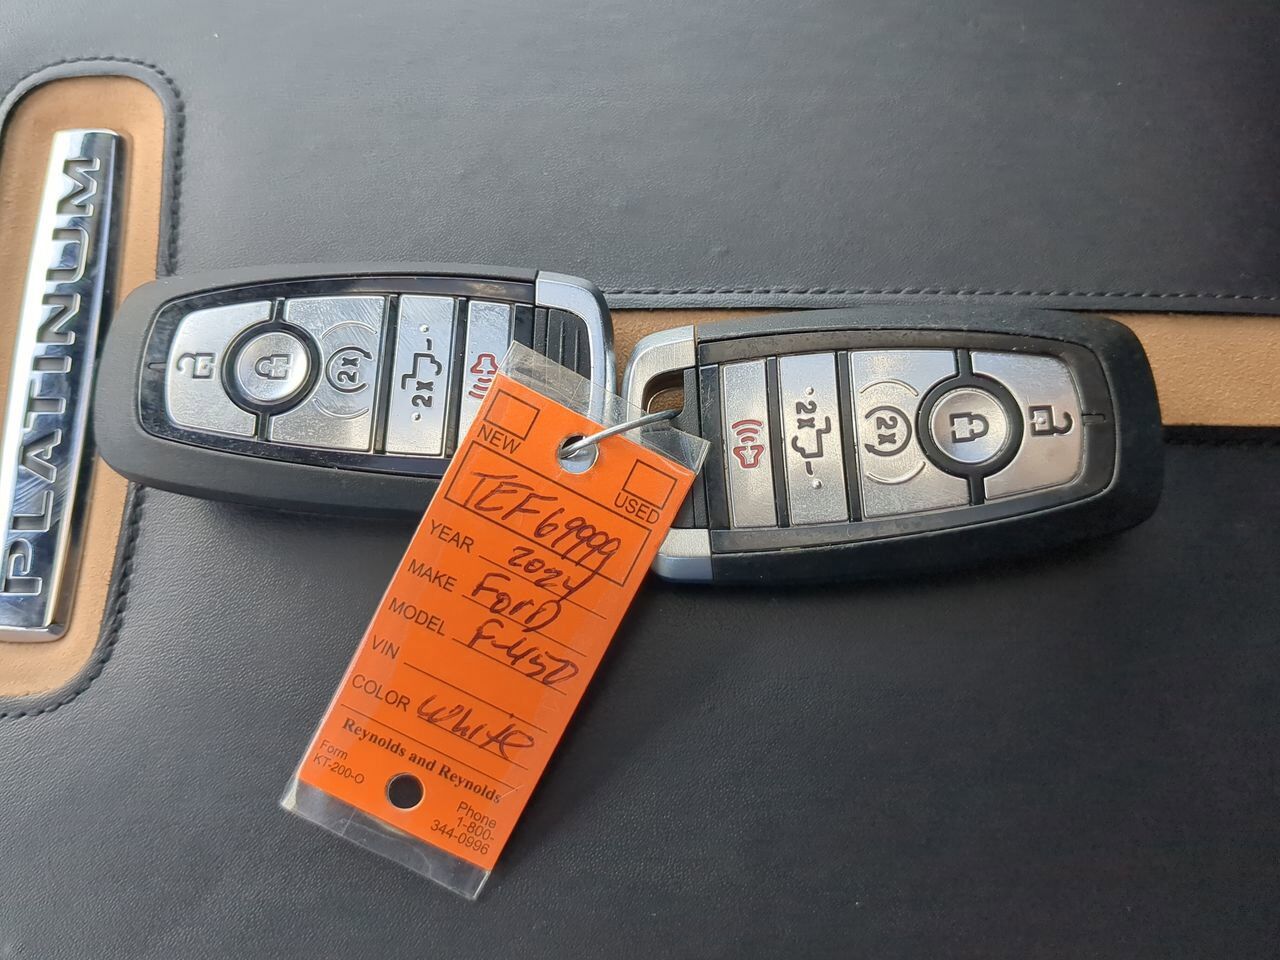 PLATINUM
2x
2x
2x
2x
NEW
USED
TEF69999
YEAR 2024
MAKE Ford
MODEL F-450
VIN
COLOR White
Reynolds and Reynolds
Form
KT-200-O
Phone
1-800-
344-0996